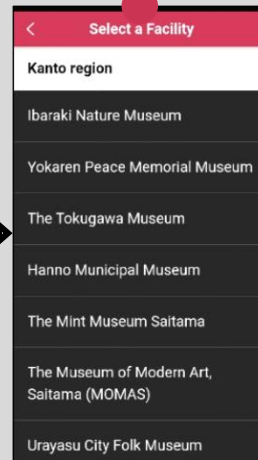 Select a Facility
Kanto region
Ibaraki Nature Museum
Yokaren Peace Memorial Museum
The Tokugawa Museum
Hanno Municipal Museum
The Mint Museum Saitama
The Museum of Modern Art,
Saitama (MOMAS)
Urayasu City Folk Museum